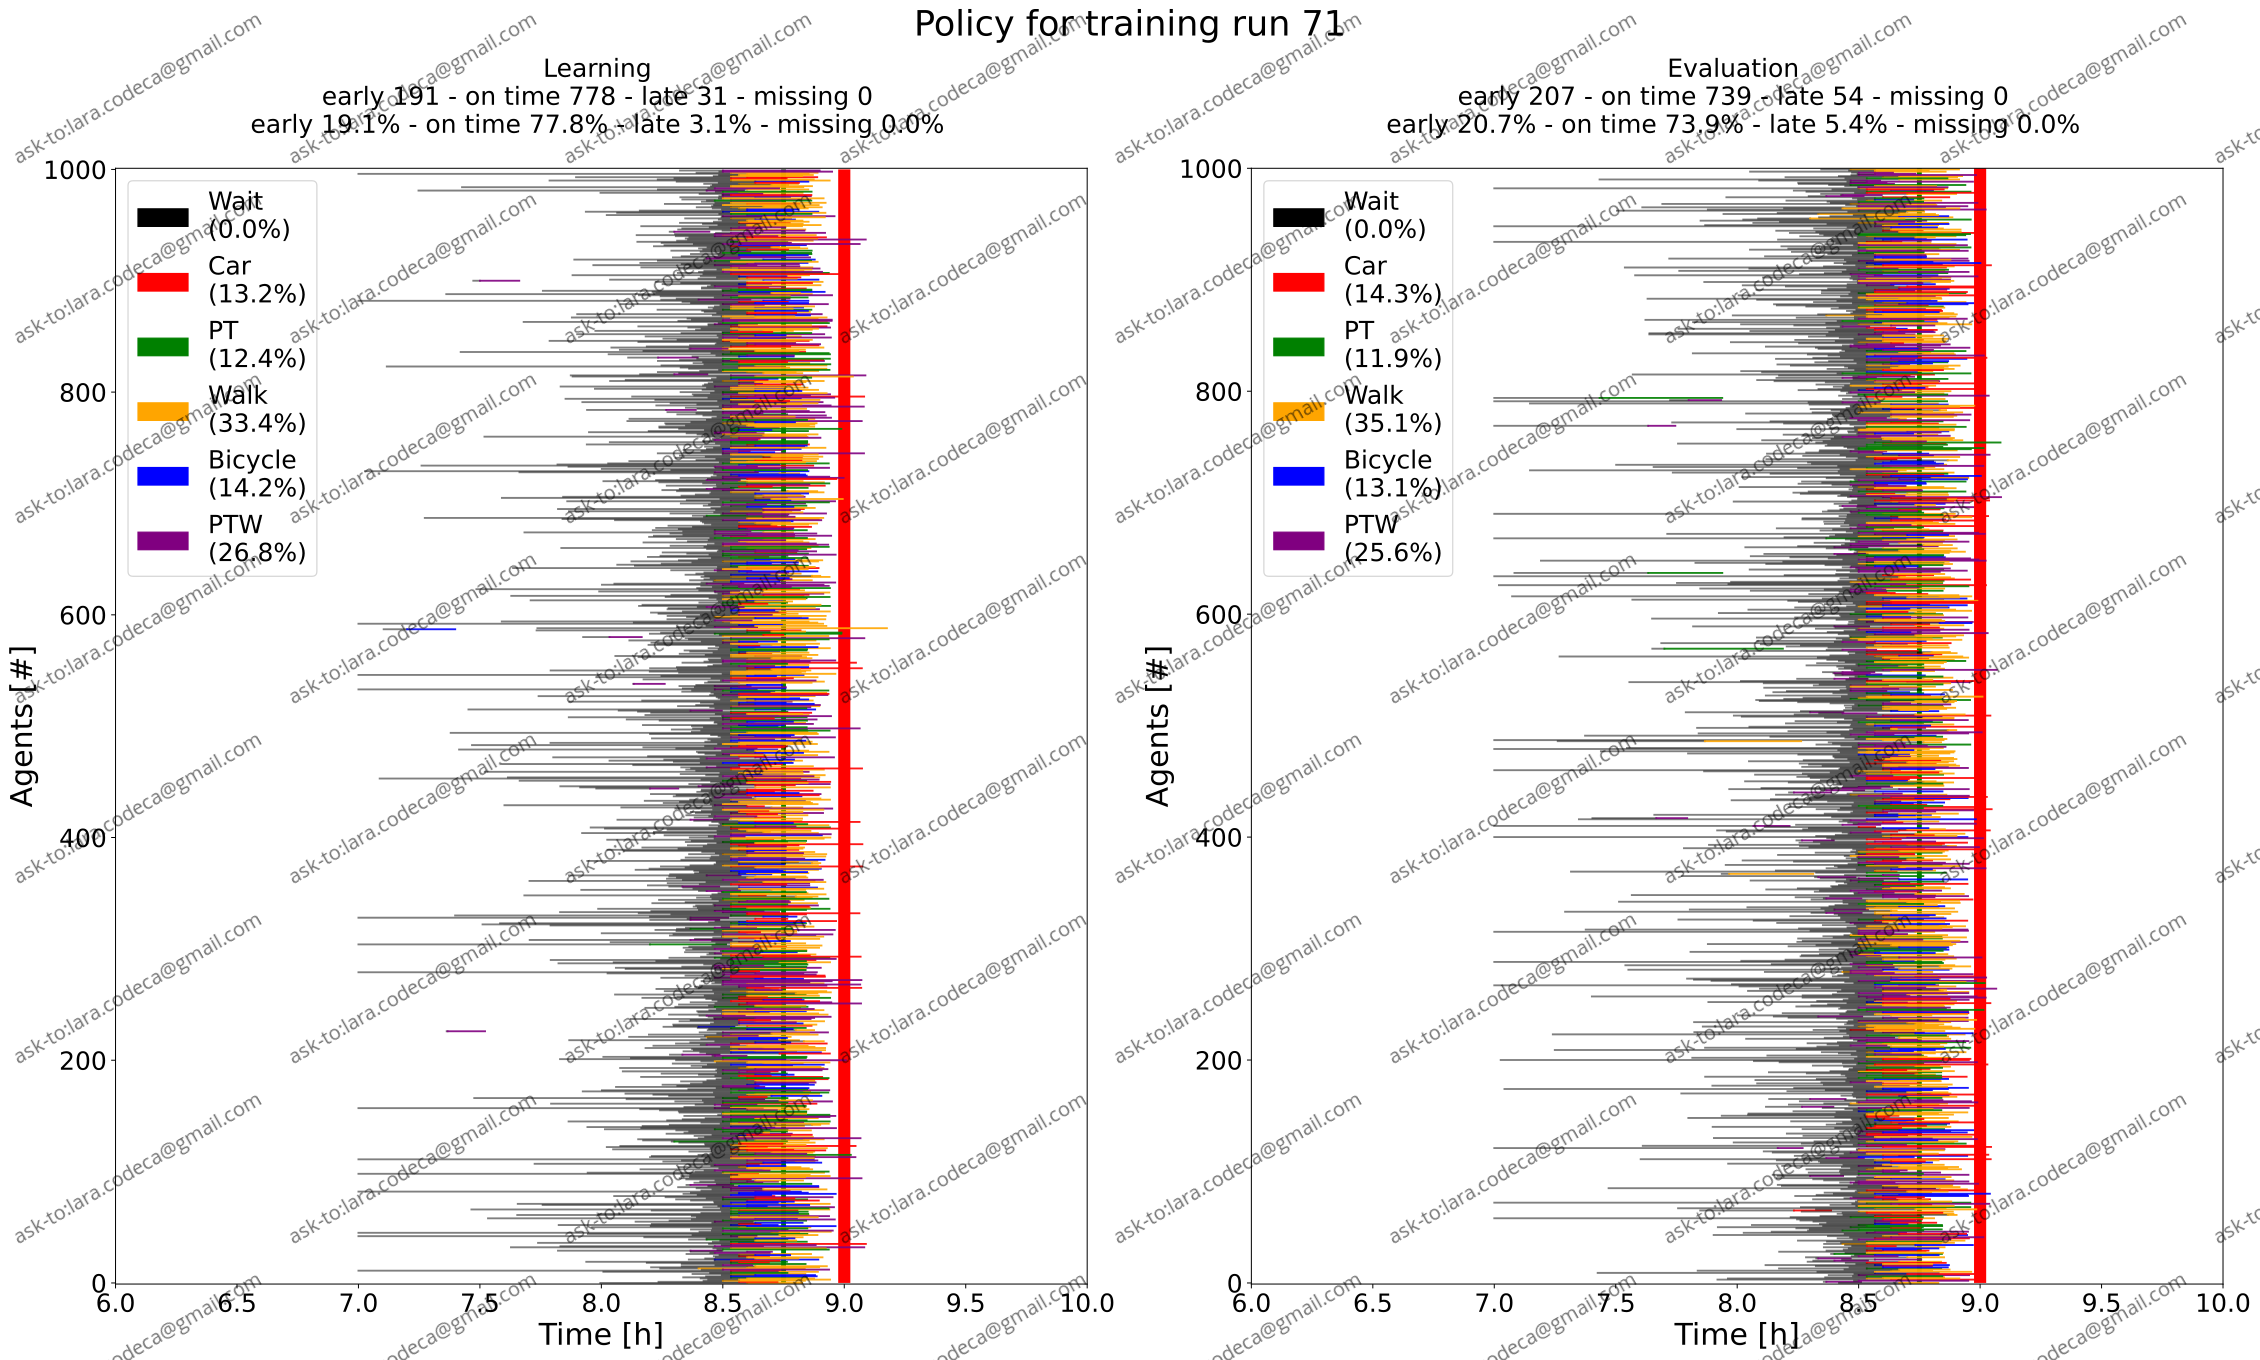 Policy for training run 71
Learning
early 191 - on time 778 - late 31 - missing 0
early 19.1% - on time 77.8% - late 3.1% - missing 0.0%
1000
800
600
400
200
0
Agents [#]
Wait
(0.0%)
Car
(13.2%)
PT
(12.4%)
Walk
(33.4%)
Bicycle
(14.2%)
PTW
(26.8%)
6.0 6.5 7.0 7.5 8.0 8.5 9.0 9.5 10.0
Time [h]
Evaluation
early 207 - on time 739 - late 54 - missing 0
early 20.7% - on time 73.9% - late 5.4% - missing 0.0%
1000
800
600
400
200
0
Agents [#]
Wait
(0.0%)
Car
(14.3%)
PT
(11.9%)
Walk
(35.1%)
Bicycle
(13.1%)
PTW
(25.6%)
6.0 6.5 7.0 7.5 8.0 8.5 9.0 9.5 10.0
Time [h]
ask-to:lara.codeca@gmail.com